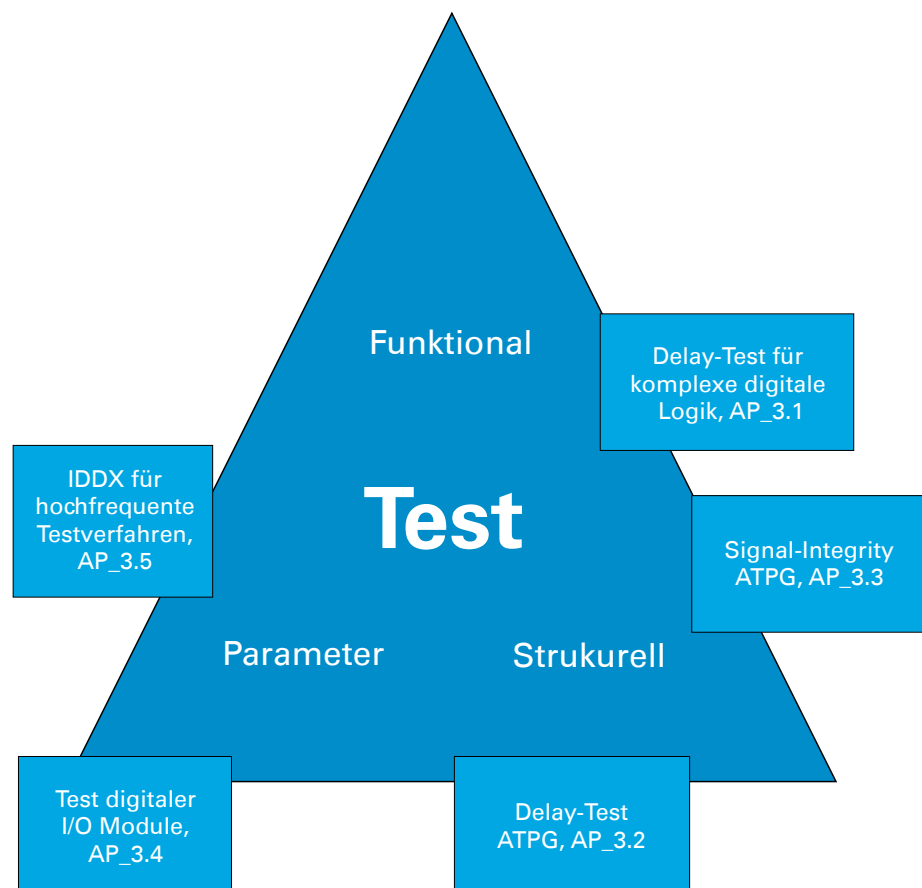 Funktional
Delay-Test für
komplexe digitale
Logik, AP_3.1
IDDX für
hochfrequente
Testverfahren,
AP_3.5
Test
Signal-Integrity
ATPG, AP_3.3
Parameter
Strukurell
Test digitaler
I/O Module,
AP_3.4
Delay-Test
ATPG, AP_3.2